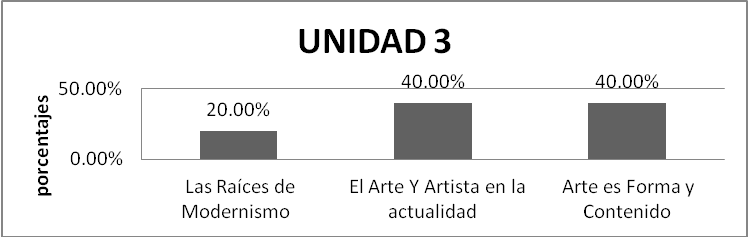 UNIDAD 3
porcentajes
50.00%
0.00%
20.00%
40.00%
40.00%
Las Raíces de
Modernismo
El Arte Y Artista en la
actualidad
Arte es Forma y
Contenido